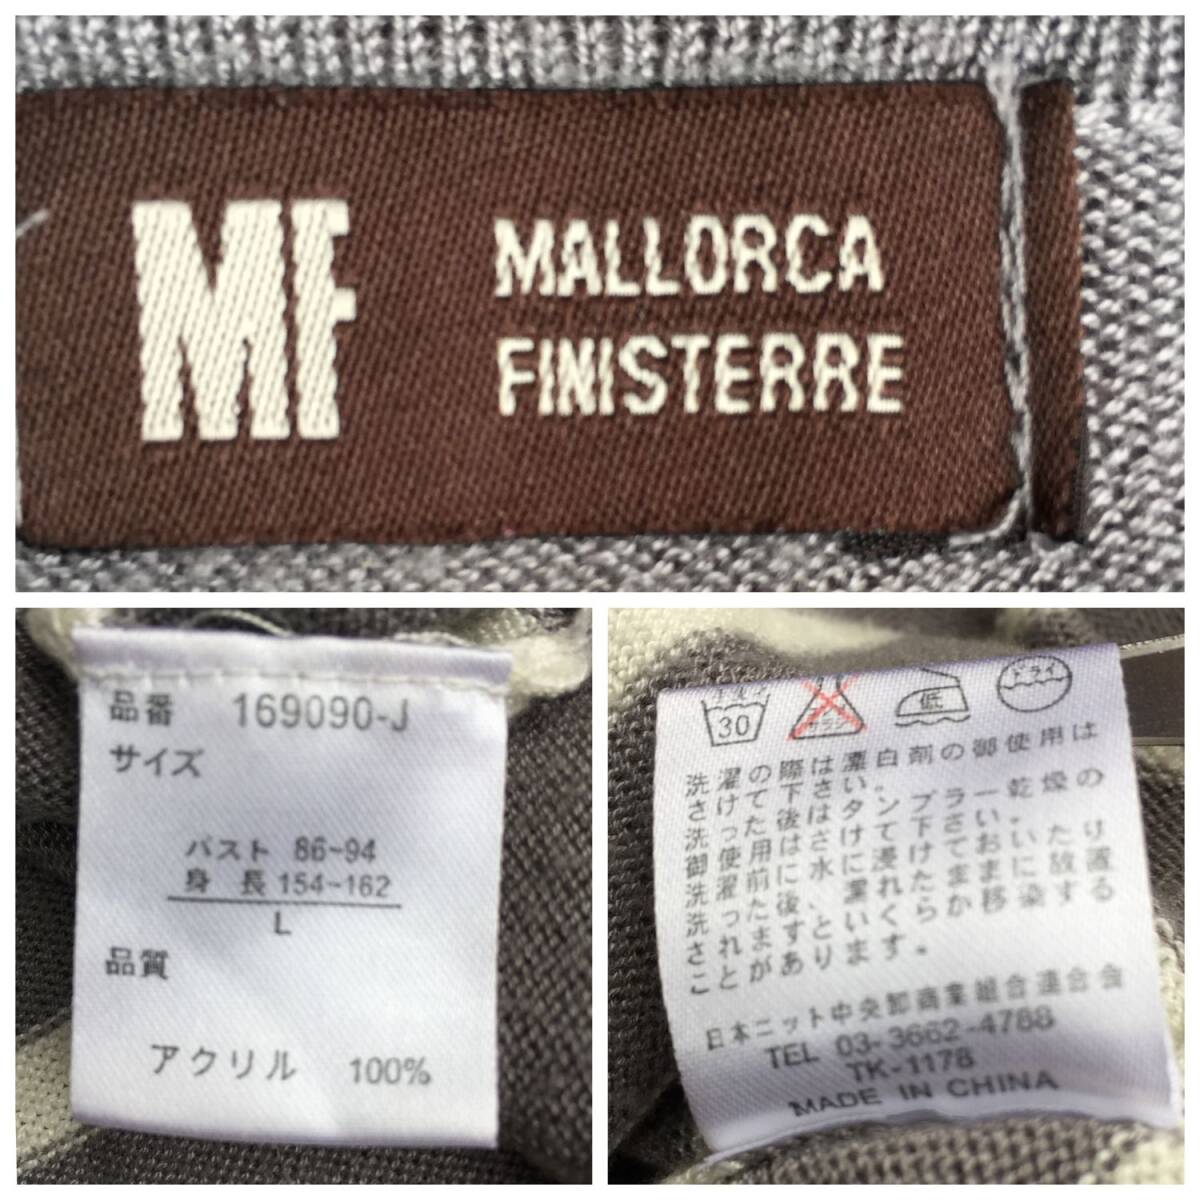 MF
MALLORCA
FINISTERRE
品番 169090-J
サイズ
バスト 86~94
身長 154~162
L
品質
アクリル 100%
30
低
ドライ
洗濯の際は漂白剤の御使用は
さけて下さい。
洗った後はタンブラー乾燥の
御使用はさけて下さい。
洗濯前に水に浸けておいたり
洗った後、濡れたままに放置
されますといくらか移染する
ことがあります。
日本ニット中央卸商業組合連合会
TEL 03-3662-4788
TK-1178
MADE IN CHINA